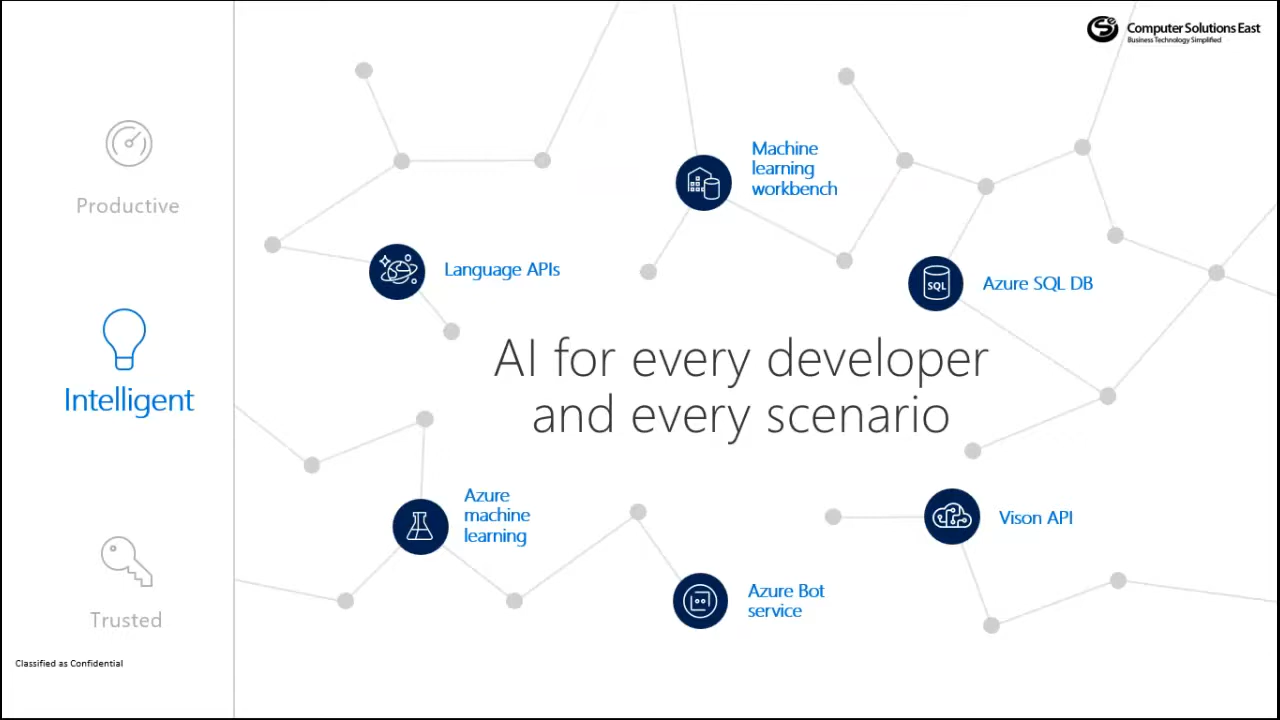 Computer Solutions East
Business Technology Simplified
Productive
Intelligent
Trusted
Classified as Confidential
Machine
learning
workbench
Language APIs
SQL
Azure SQL DB
AI for every developer
and every scenario
Azure
machine
learning
Vison API
Azure Bot
service